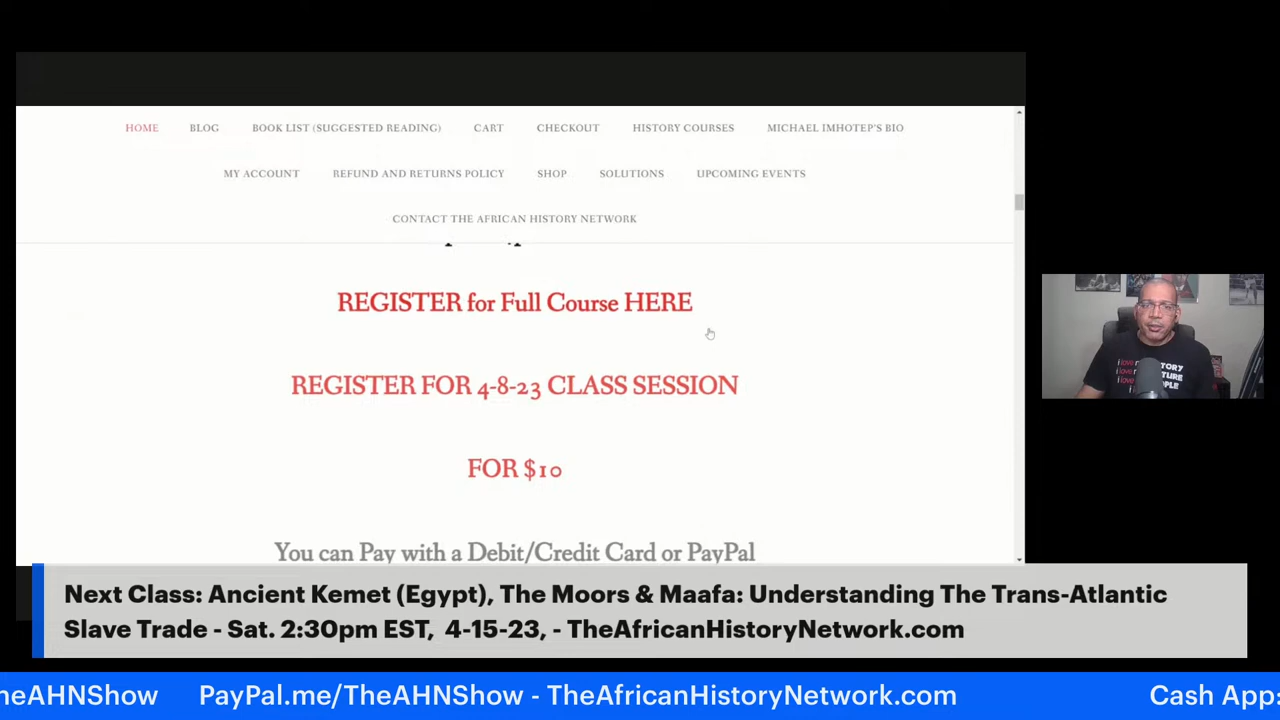 HOME BLOG BOOK LIST (SUGGESTED READING) CART CHECKOUT HISTORY COURSES MICHAEL IMHOTEP'S BIO
MY ACCOUNT REFUND AND RETURNS POLICY SHOP SOLUTIONS UPCOMING EVENTS
CONTACT THE AFRICAN HISTORY NETWORK
REGISTER for Full Course HERE
REGISTER FOR 4-8-23 CLASS SESSION
FOR $10
You can Pay with a Debit/Credit Card or PayPal
Next Class: Ancient Kemet (Egypt), The Moors & Maafa: Understanding The Trans-Atlantic
Slave Trade - Sat. 2:30pm EST, 4-15-23, - TheAfricanHistoryNetwork.com
heAHNShow PayPal.me/TheAHNShow - TheAfricanHistoryNetwork.com Cash App: